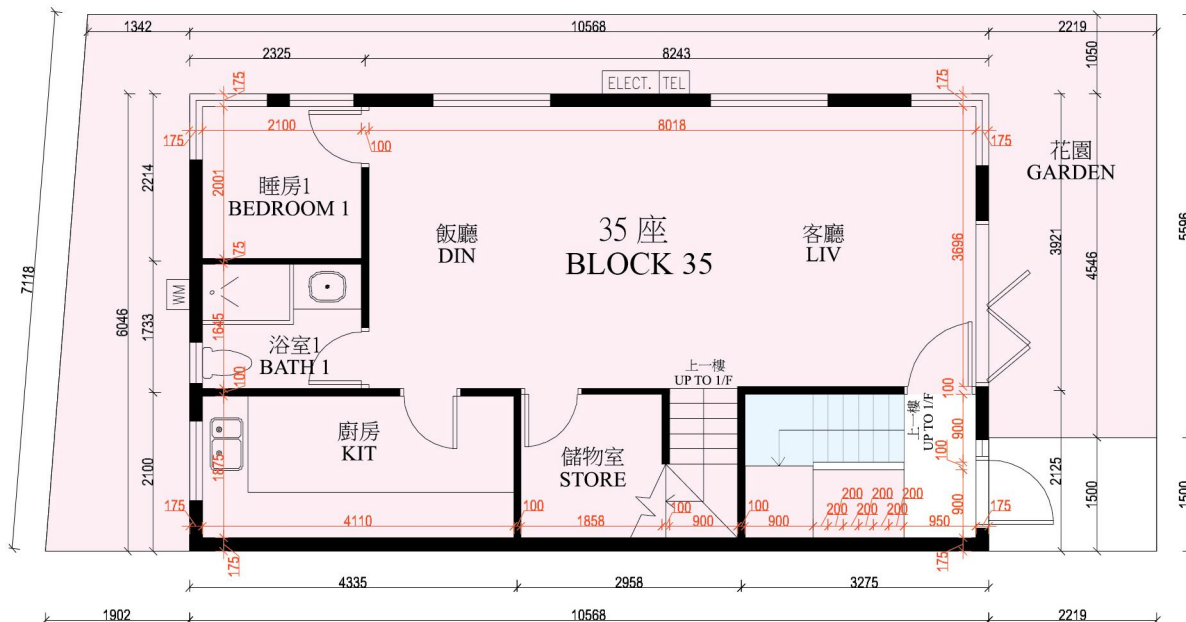 1342
10568
2219
2325
8243
1050
175
ELECT.
TEL
175
175
2100
100
8018
175
睡房1
BEDROOM 1
2001
2214
飯廳
DIN
35 座
BLOCK 35
客廳
LIV
花園
GARDEN
3696
3921
4546
5596
7118
6046
75
WM
1733
1645
浴室1
BATH 1
100
上一樓
UP TO 1/F
100
上一樓
UP TO 1/F
廚房
KIT
1875
2100
儲物室
STORE
900
100
900
2125
1500
1500
200
200
200
200
200
200
175
4110
100
1858
100
900
100
900
950
175
175
175
4335
2958
3275
1902
10568
2219